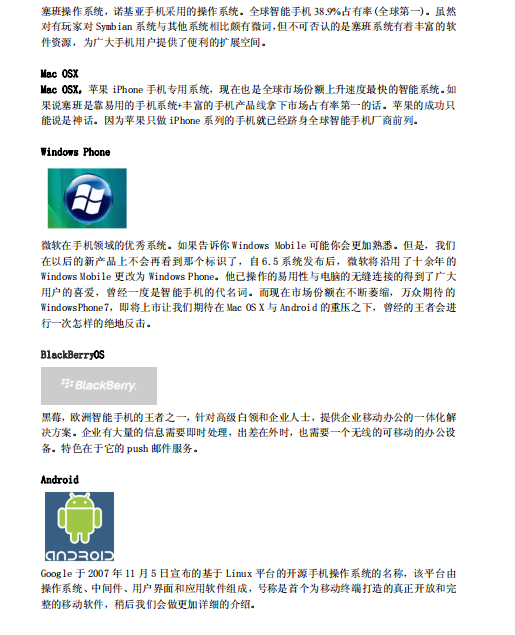 塞班操作系统，诺基亚手机采用的操作系统。全球智能手机 38.9%占有率(全球第一)。虽然
对有玩家对 Symbian 系统与其他系统相比颇有微词,但不可否认的是塞班系统有着丰富的软
件资源，为广大手机用户提供了便利的扩展空间。
Mac OSX
Mac OSX，苹果 iPhone 手机专用系统，现在也是全球市场份额上升速度最快的智能系统。如
果说塞班是靠易用的手机系统+丰富的手机产品线拿下市场占有率第一的话。苹果的成功只
能说是神话。因为苹果只做 iPhone 系列的手机就已经跻身全球智能手机厂商前列。
Windows Phone
微软在手机领域的优秀系统。如果告诉你 Windows Mobile 可能你会更加熟悉。但是，我们
在以后的新产品上不会再看到那个标识了，自 6.5 系统发布后，微软将沿用了十余年的
Windows Mobile 更改为 Windows Phone。他已操作的易用性与电脑的无缝连接的得到了广大
用户的喜爱，曾经一度是智能手机的代名词。而现在市场份额在不断萎缩，万众期待的
WindowsPhone7，即将上市让我们期待在 Mac OS X 与 Android 的重压之下，曾经的王者会进
行一次怎样的绝地反击。
BlackBerryOS
BlackBerry.
黑莓，欧洲智能手机的王者之一，针对高级白领和企业人士，提供企业移动办公的一体化解
决方案。企业有大量的信息需要即时处理，出差在外时，也需要一个无线的可移动的办公设
备。特色在于它的 push 邮件服务。
Android
ANDROID
Google 于 2007 年 11 月 5 日宣布的基于 Linux 平台的开源手机操作系统的名称，该平台由
操作系统、中间件、用户界面和应用软件组成，号称是首个为移动终端打造的真正开放和完
整的移动软件，稍后我们会做更加详细的介绍。